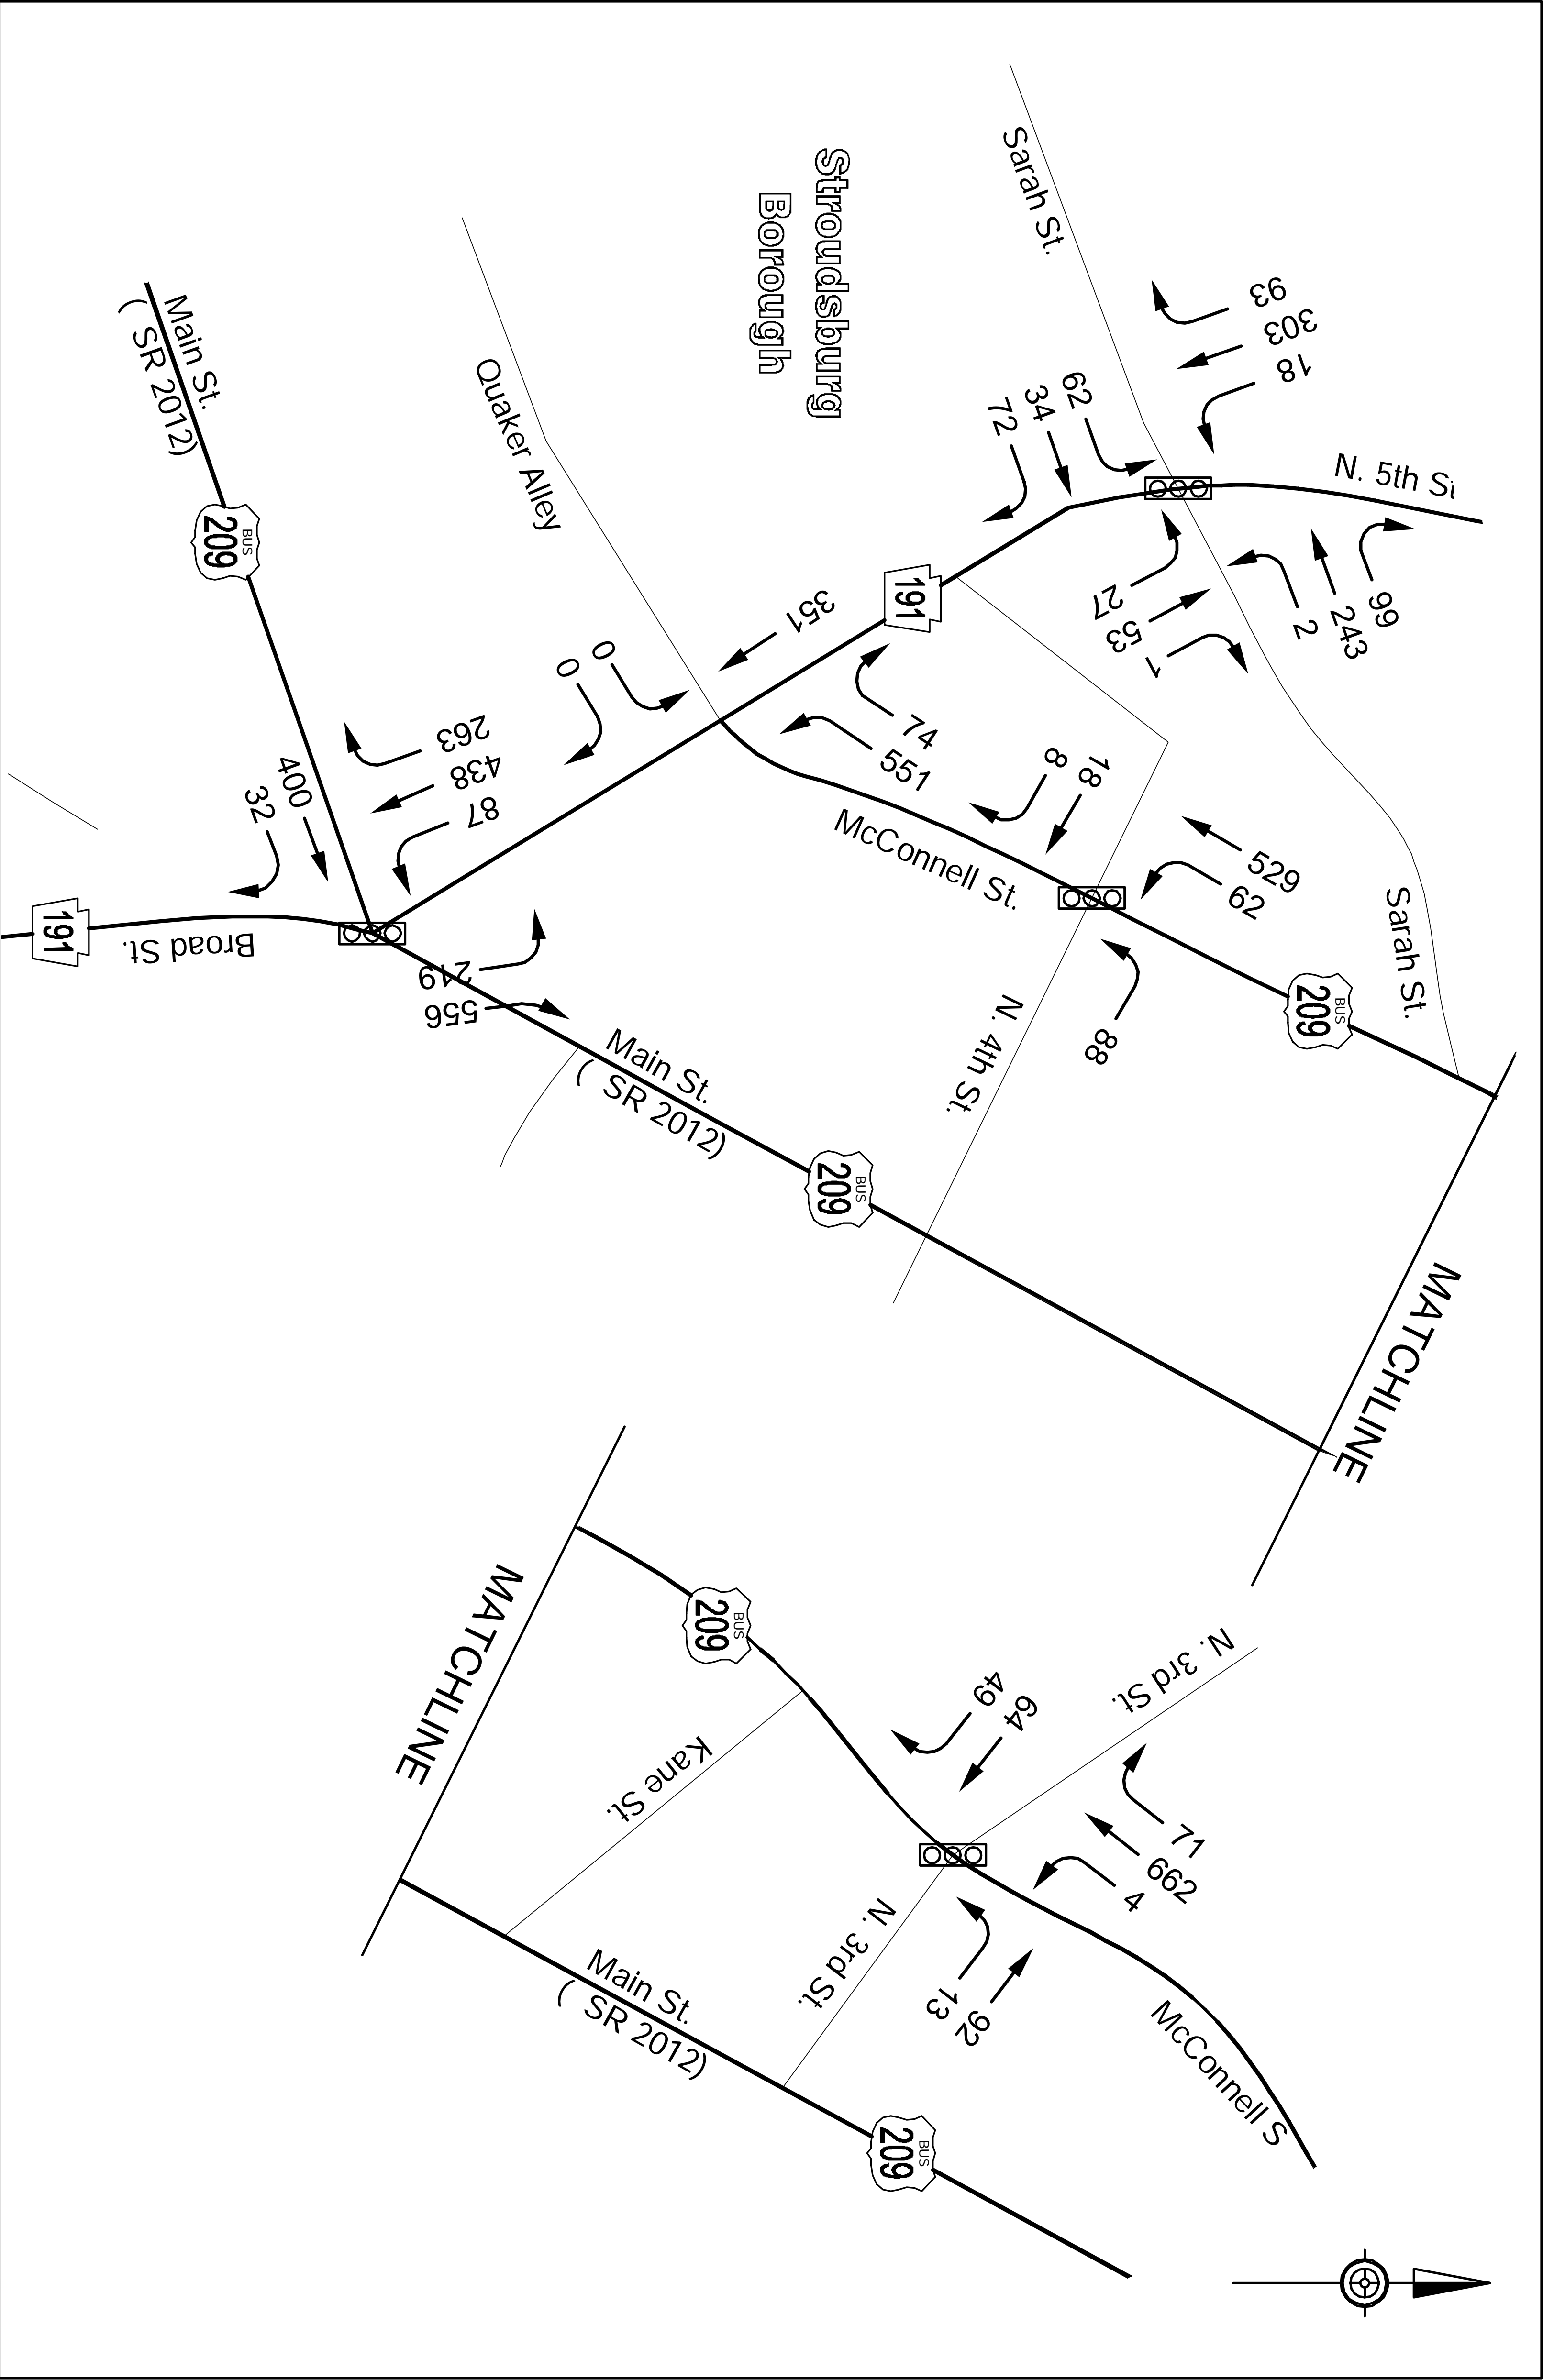 Stroudsburg
Borough
Sarah St.
93
303
18
62
34
72
N. 5th St
99
243
2
27
53
1
191
Main St.
( SR 2012)
BUS
209
Quaker Alley
351
0
0
263
438
87
400
32
191
Broad St.
219
556
74
551
8
18
McConnell St.
529
62
88
N. 4th St.
Sarah St.
BUS
209
Main St.
( SR 2012)
BUS
209
MATCHLINE
MATCHLINE
BUS
209
Kane St.
49
64
N. 3rd St.
71
662
4
13
92
N. 3rd St.
McConnell S
Main St.
( SR 2012)
BUS
209